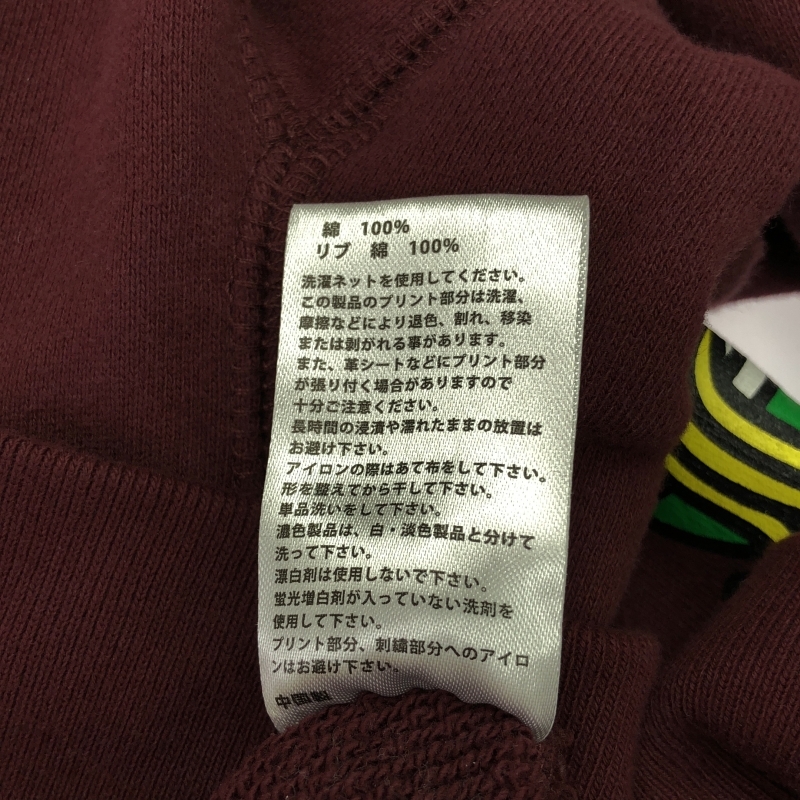 綿 100%
リブ 綿 100%
洗濯ネットを使用してください。
この製品のプリント部分は洗濯、
摩擦などにより退色、割れ、移染
または剥がれる事があります。
また、革シートなどにプリント部分
が張り付く場合がありますので
十分ご注意ください。
長時間の浸漬や濡れたままの放置は
お避け下さい。
アイロンの際はあて布をして下さい。
形を整えてから干して下さい。
単品洗いをして下さい。
濃色製品は、白・淡色製品と分けて
洗って下さい。
漂白剤は使用しないで下さい。
蛍光増白剤が入っていない洗剤を
使用して下さい。
プリント部分、刺繍部分へのアイロ
ンはお避け下さい。
中国製